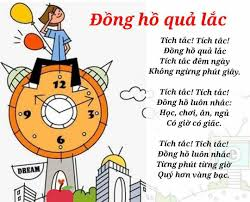 Đồng hồ quả lắc
Tích tắc! Tích tắc!
Đồng hồ quả lắc
Tích tắc đêm ngày
Không ngừng phút giây.
Tích tắc! Tích tắc!
Đồng hồ luôn nhắc:
Học, chơi, ăn, ngủ
Có giờ có giấc.
Tích tắc! Tích tắc!
Đồng hồ luôn nhắc
Từng phút từng giờ
Quý hơn vàng bạc.
12
3
6
9
DREAM